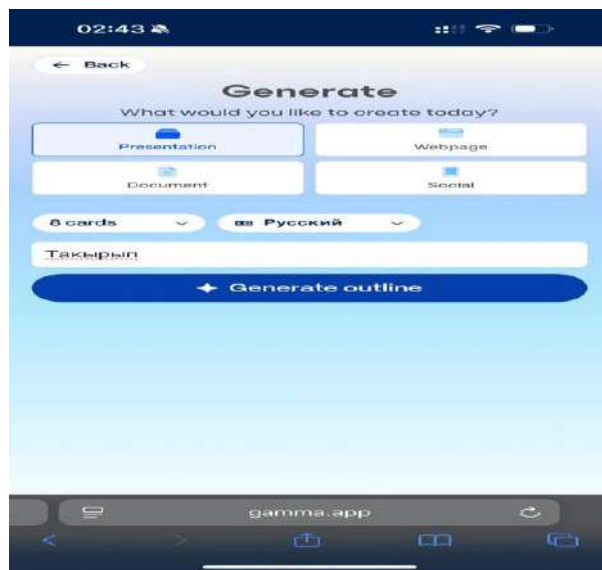 02:43
← Back
Generate
What would you like to create today?
Presentation
Webpage
Document
Social
8 cards
Русский
Такырып
Generate outline
gamma.app